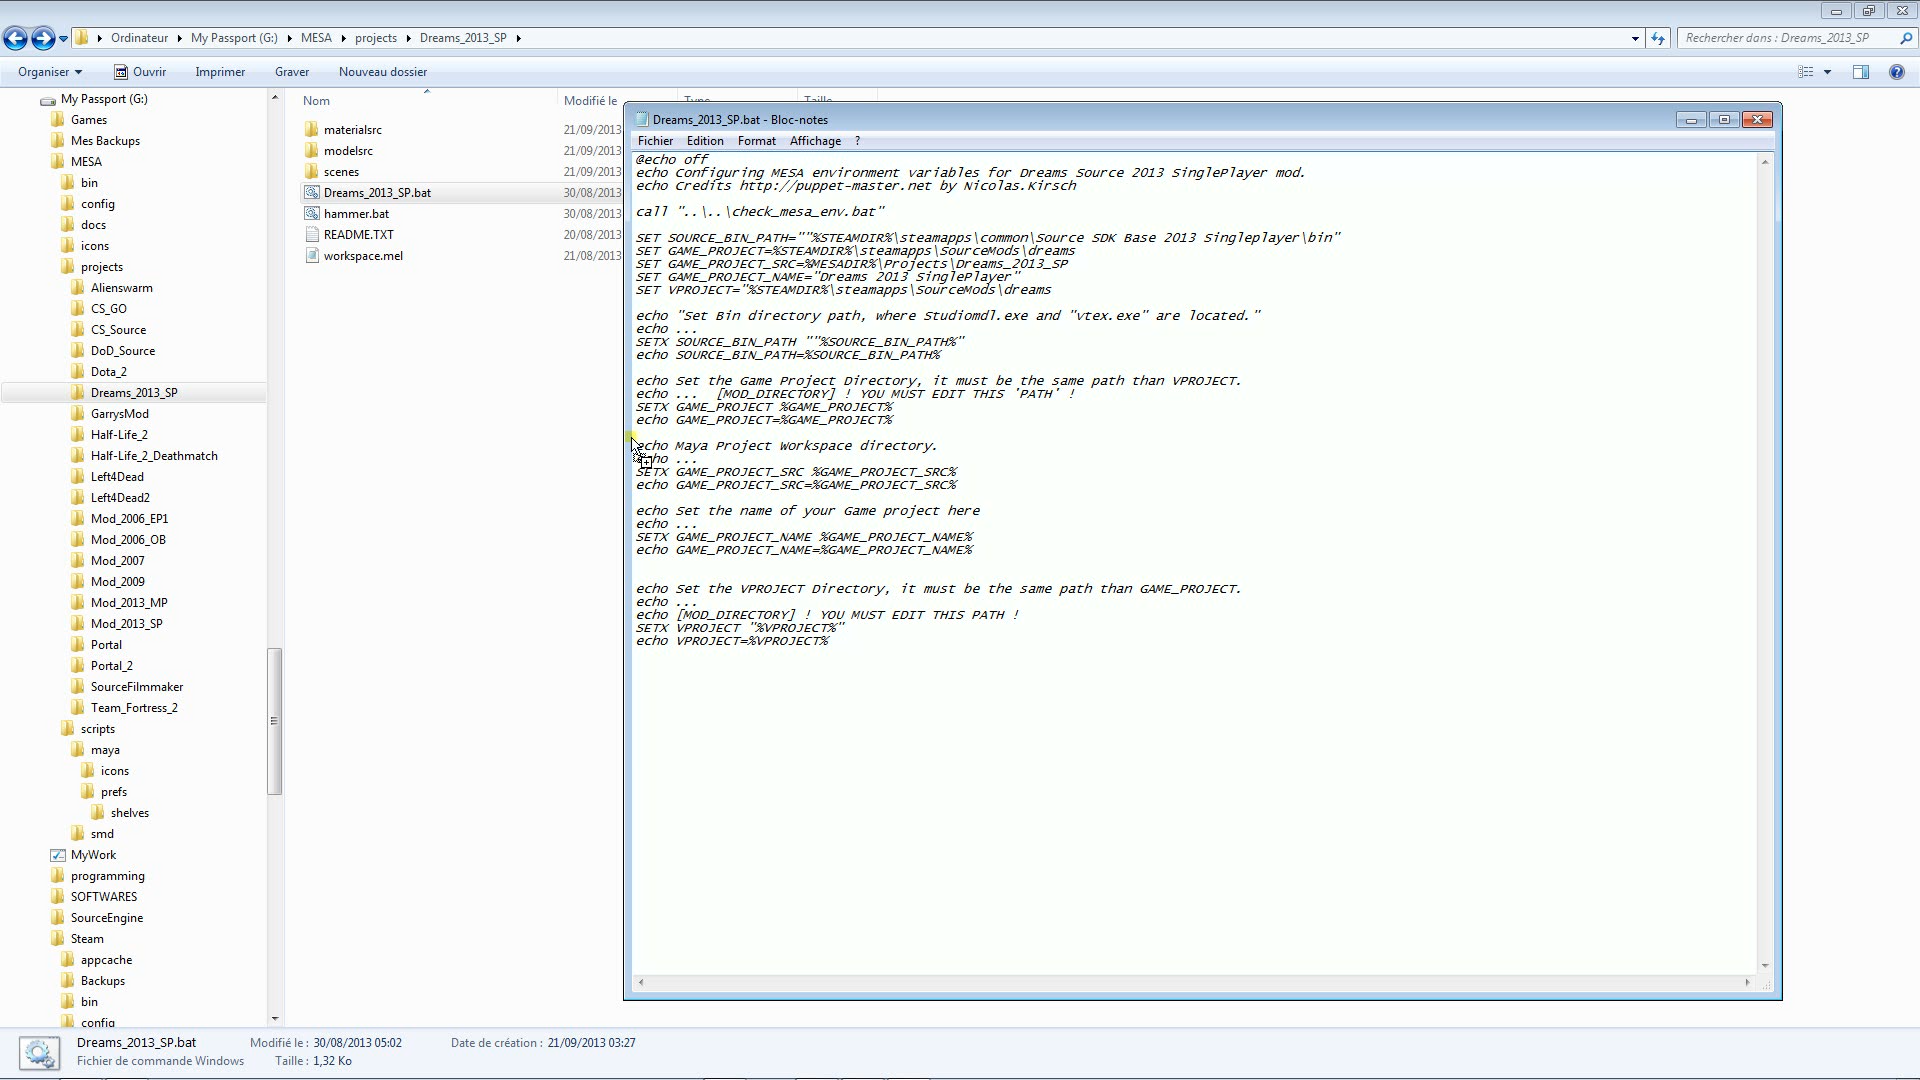 Ordinateur My Passport (G:) MESA projects Dreams_2013_SP
Rechercher dans : Dreams_2013_SP
Organiser Ouvrir Imprimer Graver Nouveau dossier
My Passport (G:)
Games
Mes Backups
MESA
bin
config
docs
icons
projects
Alienswarm
CS_GO
CS_Source
DoD_Source
Dota_2
Dreams_2013_SP
GarrysMod
Half-Life_2
Half-Life_2_Deathmatch
Left4Dead
Left4Dead2
Mod_2006_EP1
Mod_2006_OB
Mod_2007
Mod_2009
Mod_2013_MP
Mod_2013_SP
Portal
Portal_2
SourceFilmmaker
Team_Fortress_2
scripts
maya
icons
prefs
shelves
smd
MyWork
programming
SOFTWARES
SourceEngine
Steam
appcache
Backups
bin
config
Nom Modifié le Type Taille
materialsrc 21/09/2013
modelsrc 21/09/2013
scenes 21/09/2013
Dreams_2013_SP.bat 30/08/2013
hammer.bat 30/08/2013
README.TXT 20/08/2013
workspace.mel 21/08/2013
Dreams_2013_SP.bat - Bloc-notes
Fichier Edition Format Affichage ?
@echo off
echo Configuring MESA environment variables for Dreams Source 2013 SinglePlayer mod.
echo Credits http://puppet-master.net by Nicolas.Kirsch
call "..\..\check_mesa_env.bat"
SET SOURCE_BIN_PATH=""%STEAMDIR%\steamapps\common\Source SDK Base 2013 Singleplayer\bin"
SET GAME_PROJECT=%STEAMDIR%\steamapps\SourceMods\dreams
SET GAME_PROJECT_SRC=%MESADIR%\Projects\Dreams_2013_SP
SET GAME_PROJECT_NAME="Dreams 2013 SinglePlayer"
SET VPROJECT="%STEAMDIR%\steamapps\SourceMods\dreams
echo "Set Bin directory path, where Studiomdl.exe and "vtex.exe" are located."
echo ...
SETX SOURCE_BIN_PATH ""%SOURCE_BIN_PATH%"
echo SOURCE_BIN_PATH=%SOURCE_BIN_PATH%
echo Set the Game Project Directory, it must be the same path than VPROJECT.
echo ...  [MOD_DIRECTORY] ! YOU MUST EDIT THIS 'PATH' !
SETX GAME_PROJECT %GAME_PROJECT%
echo GAME_PROJECT=%GAME_PROJECT%
echo Maya Project Workspace directory.
echo ...
SETX GAME_PROJECT_SRC %GAME_PROJECT_SRC%
echo GAME_PROJECT_SRC=%GAME_PROJECT_SRC%
echo Set the name of your Game project here
echo ...
SETX GAME_PROJECT_NAME %GAME_PROJECT_NAME%
echo GAME_PROJECT_NAME=%GAME_PROJECT_NAME%
echo Set the VPROJECT Directory, it must be the same path than GAME_PROJECT.
echo ...
echo [MOD_DIRECTORY] ! YOU MUST EDIT THIS PATH !
SETX VPROJECT "%VPROJECT%"
echo VPROJECT=%VPROJECT%
Dreams_2013_SP.bat Modifié le : 30/08/2013 05:02 Date de création : 21/09/2013 03:27
Fichier de commande Windows Taille : 1,32 Ko